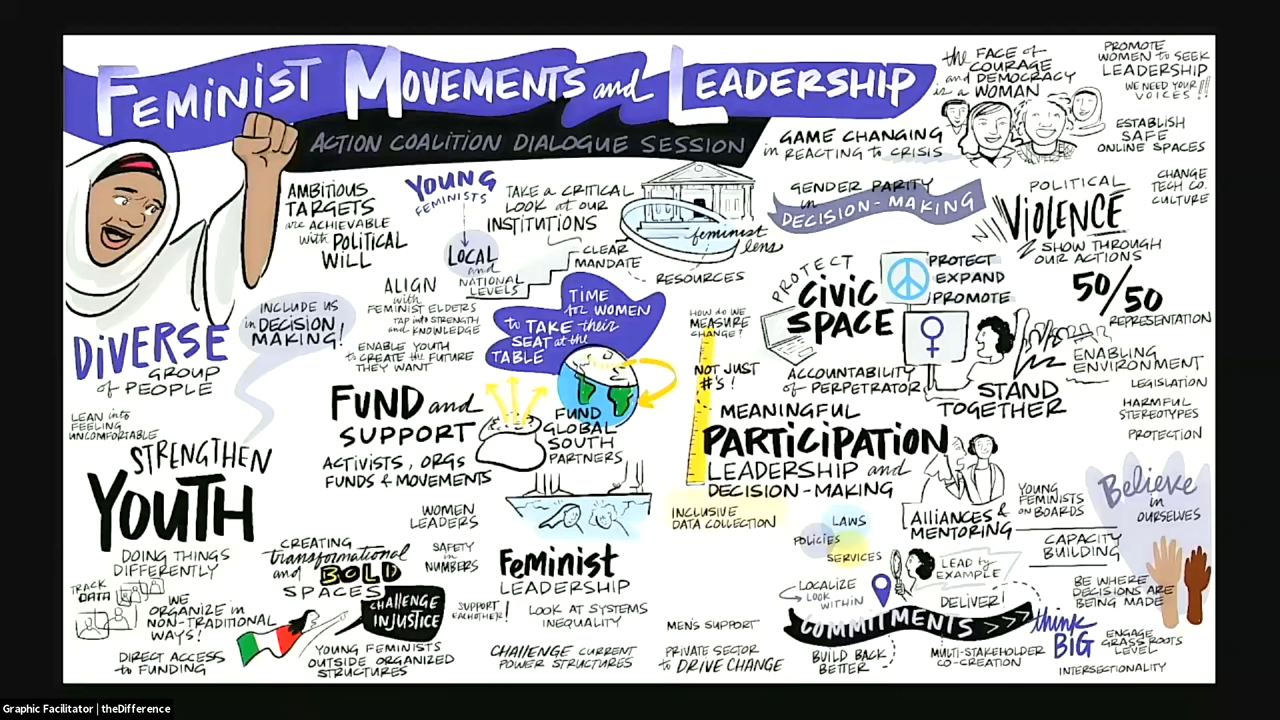 FEMINIST MOVEMENTS and LEADERSHIP
ACTION COALITION DIALOGUE SESSION
the FACE of
COURAGE
and DEMOCRACY
is a WOMAN
PROMOTE
WOMEN to SEEK
LEADERSHIP
WE NEED YOUR
VOICES!!
ESTABLISH
SAFE
ONLINE SPACES
CHANGE
TECH CO.
CULTURE
GAME CHANGING
in REACTING to CRISIS
AMBITIOUS
TARGETS
are ACHIEVABLE
with POLITICAL
WILL
YOUNG
FEMINISTS
LOCAL
and
NATIONAL
LEVELS
TAKE a CRITICAL
LOOK at OUR
INSTITUTIONS
feminist
lens
CLEAR
MANDATE
RESOURCES
GENDER PARITY
in
DECISION-MAKING
POLITICAL
VIOLENCE
SHOW THROUGH
OUR ACTIONS
50/50
REPRESENTATION
PROTECT
CIVIC
SPACE
PROTECT
EXPAND
PROMOTE
ALIGN
with
FEMINIST ELDERS
TAP into STRENGTH
and KNOWLEDGE
ENABLE YOUTH
to CREATE the FUTURE
THEY WANT
INCLUDE US
in DECISION
MAKING!
DIVERSE
GROUP
of PEOPLE
TIME
for WOMEN
to TAKE their
SEAT at the
TABLE
HOW do WE
MEASURE
CHANGE?
NOT JUST
#'s!
ACCOUNTABILITY
of PERPETRATOR
STAND
TOGETHER
ENABLING
ENVIRONMENT
LEGISLATION
HARMFUL
STEREOTYPES
PROTECTION
LEAN into
FEELING
UNCOMFORTABLE
STRENGTHEN
YOUTH
FUND and
SUPPORT
ACTIVISTS, ORGS
FUNDS & MOVEMENTS
FUND
GLOBAL
SOUTH
PARTNERS
MEANINGFUL
PARTICIPATION
LEADERSHIP and
DECISION-MAKING
INCLUSIVE
DATA COLLECTION
ALLIANCES &
MENTORING
YOUNG
FEMINISTS
on BOARDS
CAPACITY
BUILDING
Believe
in
OURSELVES
DOING THINGS
DIFFERENTLY
TRACK
DATA
WE
ORGANIZE in
NON-TRADITIONAL
WAYS!
DIRECT ACCESS
to FUNDING
CREATING
transformational
and BOLD
SPACES
CHALLENGE
INJUSTICE
YOUNG FEMINISTS
OUTSIDE ORGANIZED
STRUCTURES
WOMEN
LEADERS
SAFETY
in
NUMBERS
SUPPORT
EACHOTHER!
Feminist
LEADERSHIP
LOOK AT SYSTEMS
INEQUALITY
CHALLENGE CURRENT
POWER STRUCTURES
MEN'S SUPPORT
PRIVATE SECTOR
to DRIVE CHANGE
LAWS
POLICIES
SERVICES
LOCALIZE
LOOK
WITHIN
LEAD by
EXAMPLE
DELIVER!
COMMITMENTS >>>
BUILD BACK
BETTER
MULTI-STAKEHOLDER
CO-CREATION
think
BIG
BE WHERE
DECISIONS ARE
BEING MADE
ENGAGE
GRASSROOTS
LEVEL
INTERSECTIONALITY
Graphic Facilitator | theDifference